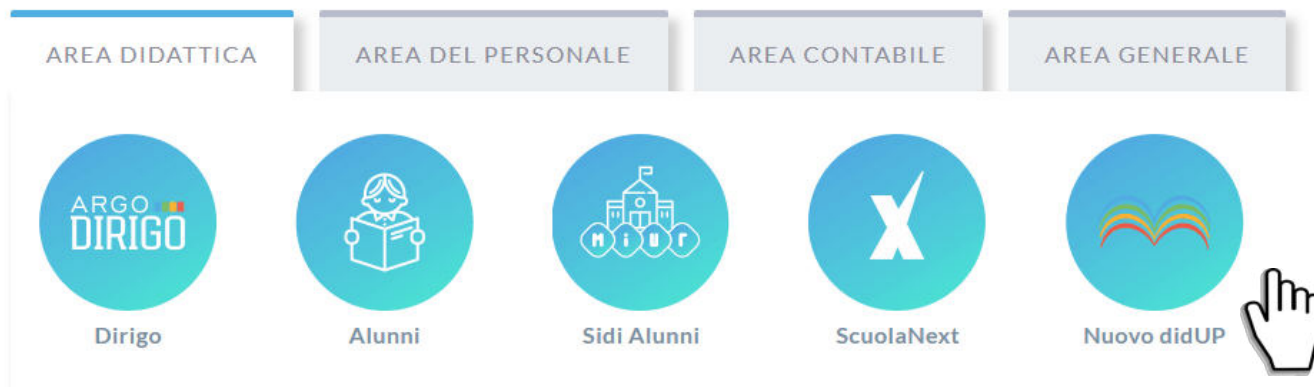 AREA DIDATTICA
AREA DEL PERSONALE
AREA CONTABILE
AREA GENERALE
ARGO
DIRIGO
MiUr
X
Dirigo
Alunni
Sidi Alunni
ScuolaNext
Nuovo didUP